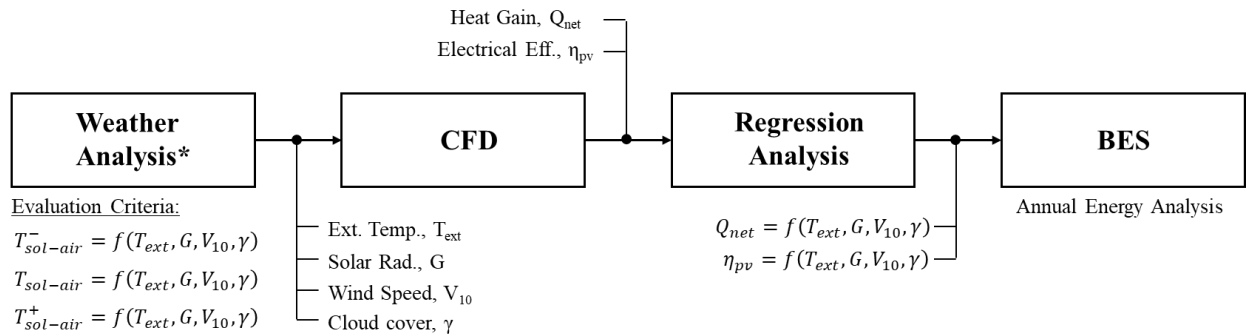 Heat Gain, Q_net
Electrical Eff., η_pv
Weather
Analysis*
CFD
Regression
Analysis
BES
Evaluation Criteria:
T⁻_sol−air = f(T_ext, G, V_10, γ)
T_sol−air = f(T_ext, G, V_10, γ)
T⁺_sol−air = f(T_ext, G, V_10, γ)
Ext. Temp., T_ext
Solar Rad., G
Wind Speed, V_10
Cloud cover, γ
Q_net = f(T_ext, G, V_10, γ)
η_pv = f(T_ext, G, V_10, γ)
Annual Energy Analysis